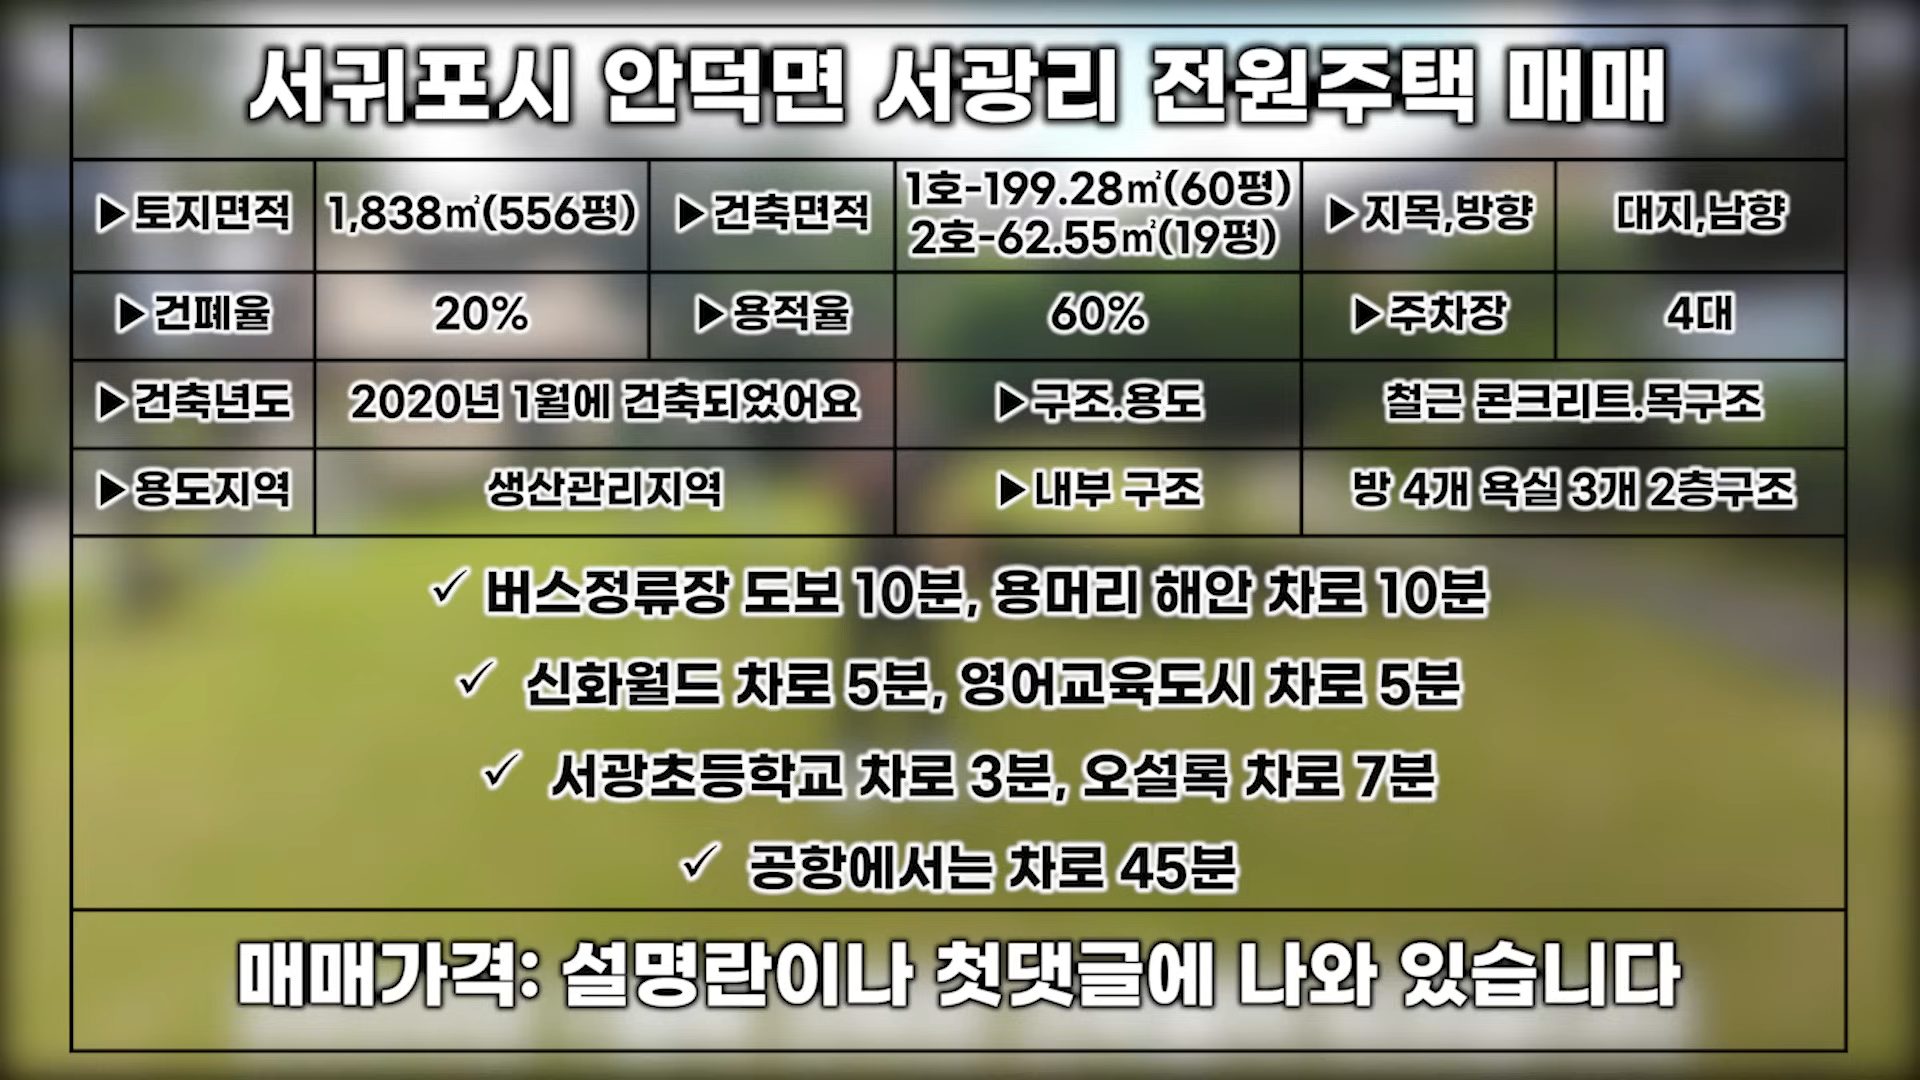 서귀포시 안덕면 서광리 전원주택 매매
▶토지면적 1,838㎡(556평) ▶건축면적 1호-199.28㎡(60평) ▶지목,방향 대지,남향
2호-62.55㎡(19평)
▶건폐율 20% ▶용적율 60% ▶주차장 4대
▶건축년도 2020년 1월에 건축되었어요 ▶구조.용도 철근 콘크리트.목구조
▶용도지역 생산관리지역 ▶내부 구조 방 4개 욕실 3개 2층구조
✓ 버스정류장 도보 10분, 용머리 해안 차로 10분
✓ 신화월드 차로 5분, 영어교육도시 차로 5분
✓ 서광초등학교 차로 3분, 오설록 차로 7분
✓ 공항에서는 차로 45분
매매가격: 설명란이나 첫댓글에 나와 있습니다